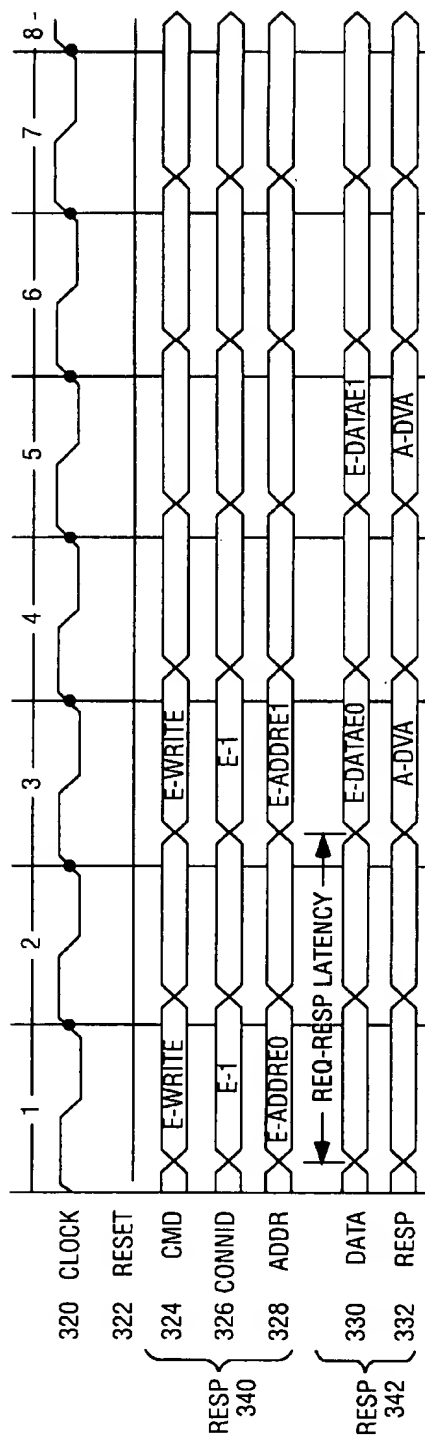 1 2 3 4 5 6 7 8
320 CLOCK
322 RESET
324 CMD E-WRITE E-WRITE
326 CONNID E-1 E-1
328 ADDR E-ADDRE0 E-ADDRE1
RESP 340
REQ-RESP LATENCY
330 DATA E-DATAE0 E-DATAE1
332 RESP A-DVA A-DVA
RESP 342